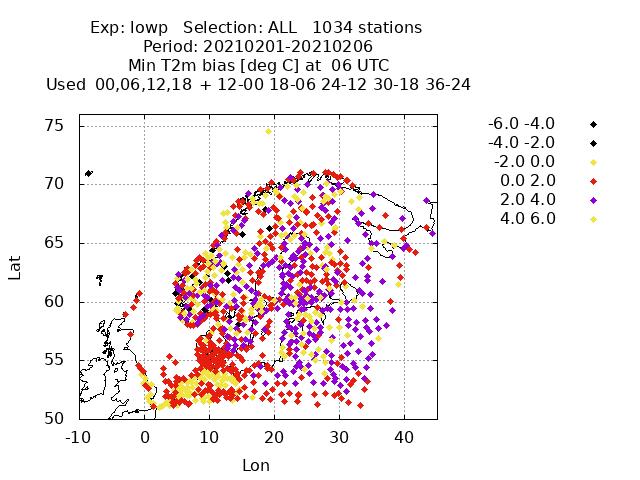 Exp: lowp   Selection: ALL   1034 stations
Period: 20210201-20210206
Min T2m bias [deg C] at  06 UTC
Used  00,06,12,18  + 12-00 18-06 24-12 30-18 36-24
-6.0 -4.0
-4.0 -2.0
-2.0 0.0
0.0 2.0
2.0 4.0
4.0 6.0
75
70
65
60
55
50
Lat
-10 0 10 20 30 40
Lon